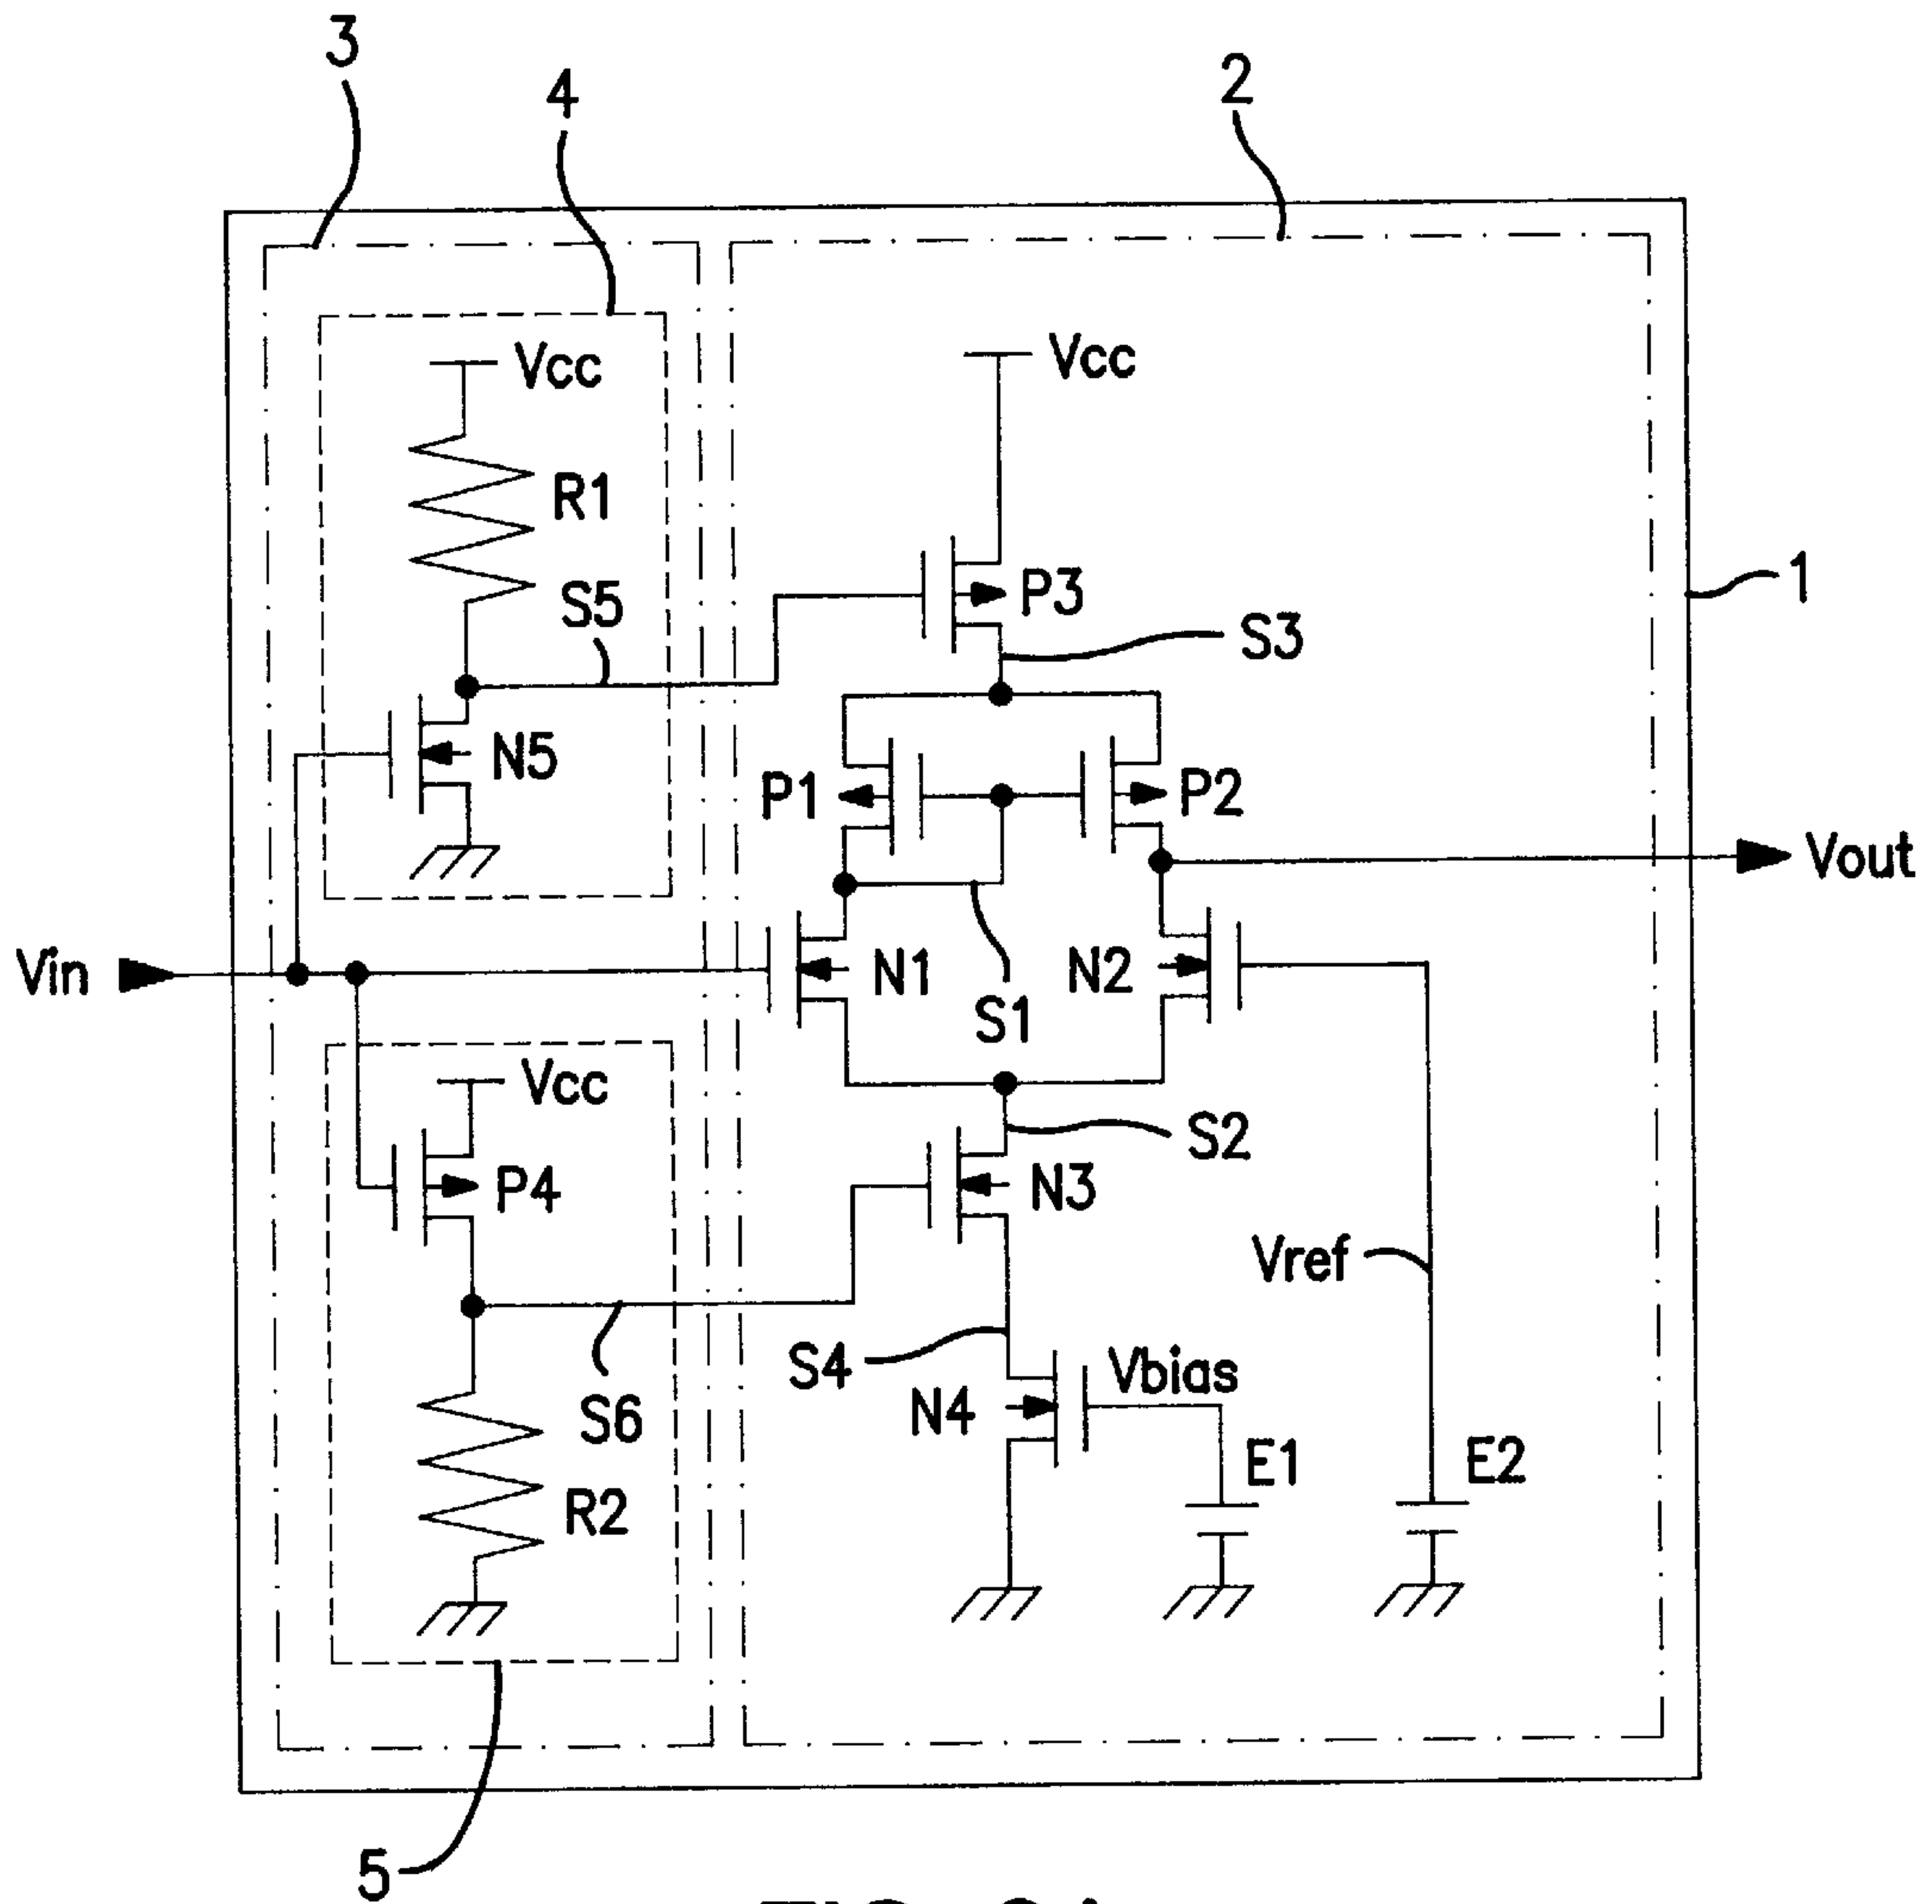 3
4
2
Vcc
Vcc
R1
1
S5
P3
S3
N5
P1
P2
Vout
Vin
N1
N2
S1
Vcc
S2
P4
N3
Vref
S4
Vbias
S6
N4
E1
E2
R2
5